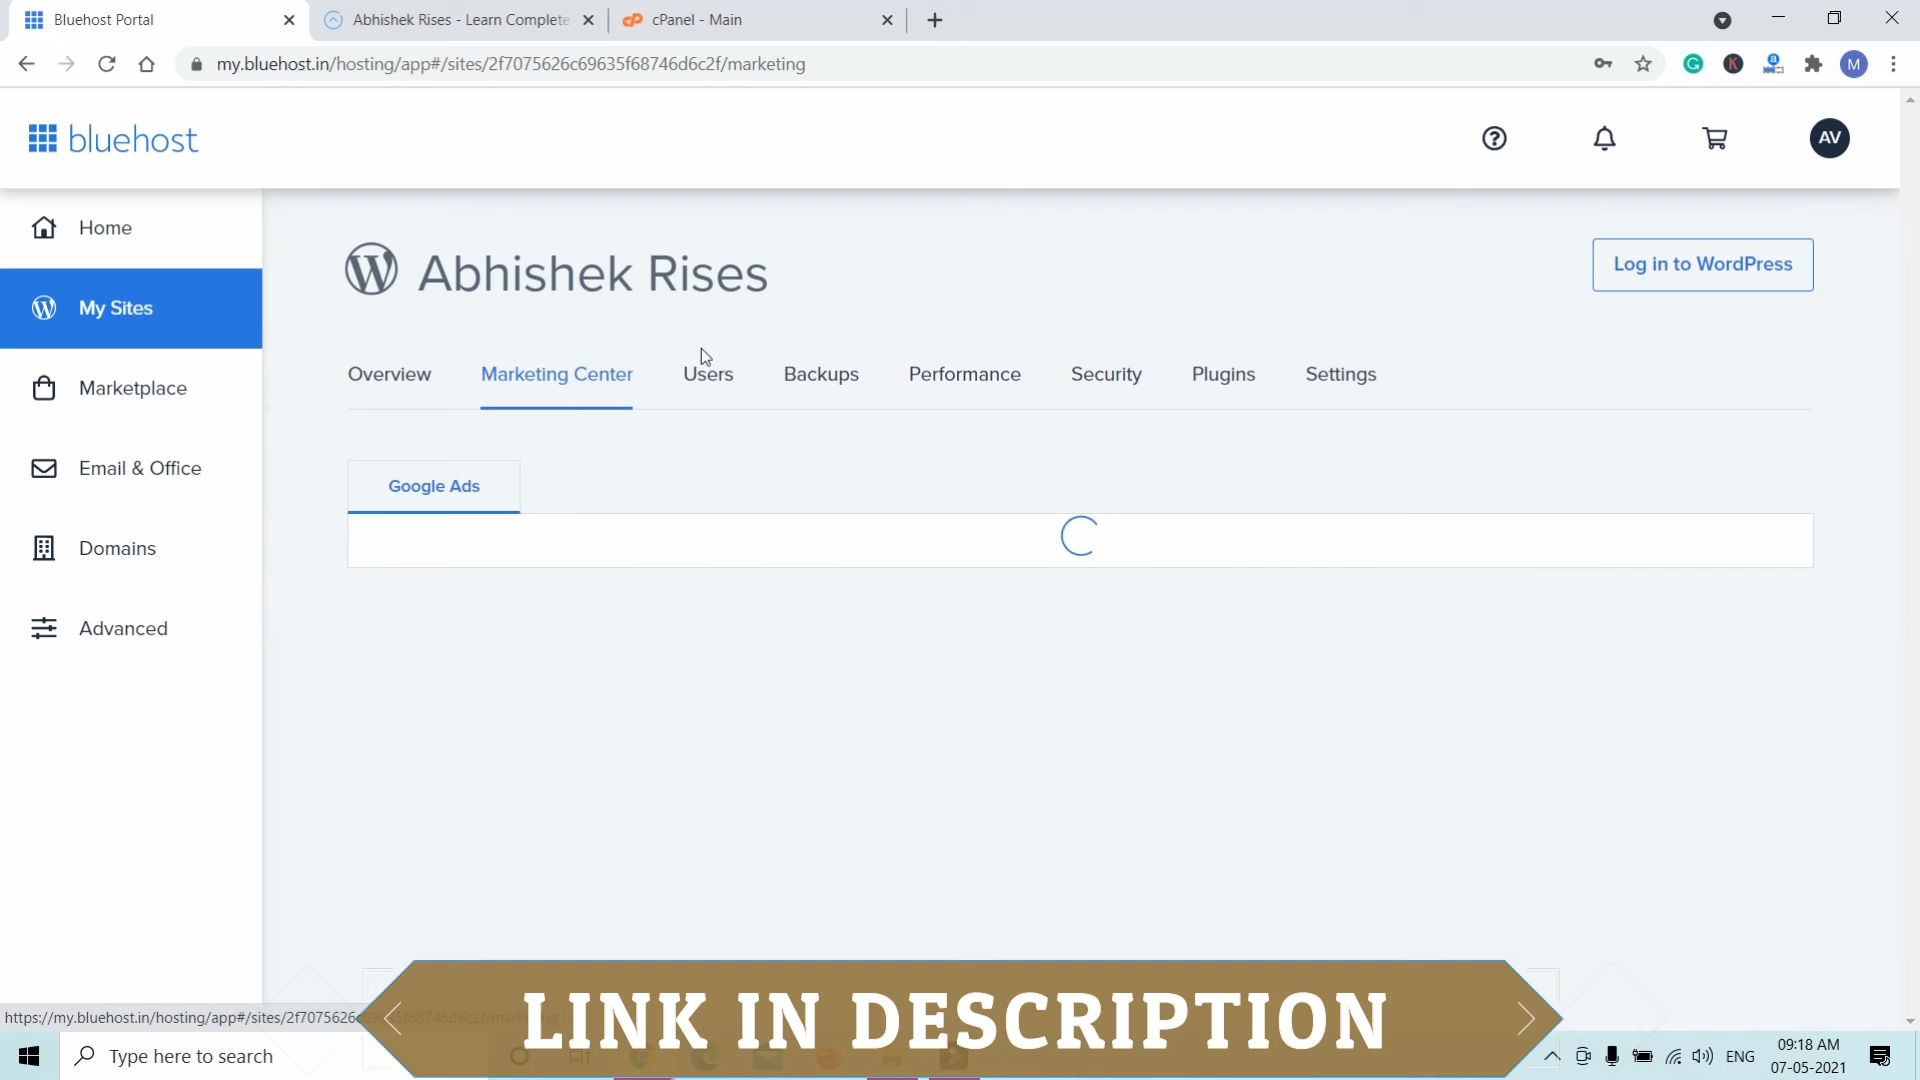 Bluehost Portal
Abhishek Rises - Learn Complete
cPanel - Main
my.bluehost.in/hosting/app#/sites/2f7075626c69635f68746d6c2f/marketing
M
bluehost
AV
Home
My Sites
Marketplace
Email & Office
Domains
Advanced
Abhishek Rises
Log in to WordPress
Overview Marketing Center Users Backups Performance Security Plugins Settings
Google Ads
https://my.bluehost.in/hosting/app#/sites/2f7075626c69635f68746d6c2f/marketing
LINK IN DESCRIPTION
Type here to search
ENG
09:18 AM
07-05-2021